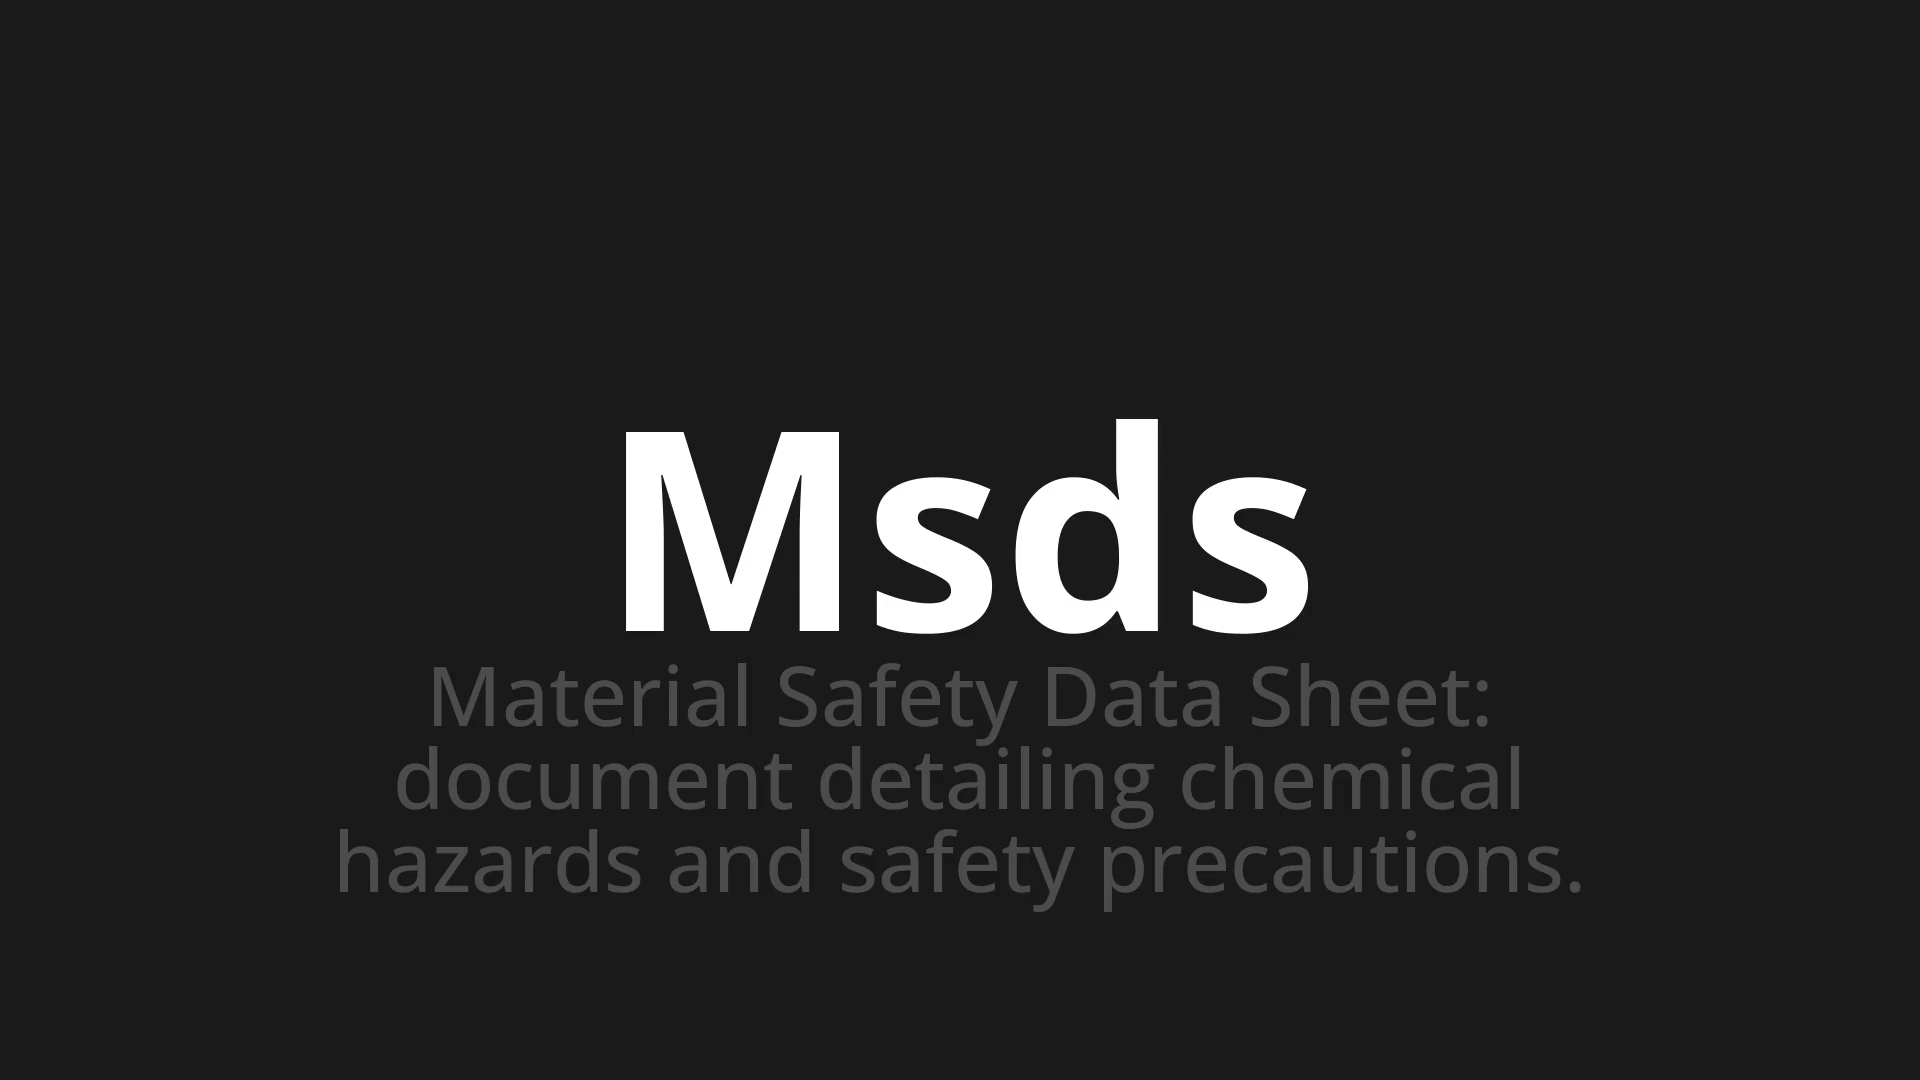 Msds
Material Safety Data Sheet:
document detailing chemical
hazards and safety precautions.